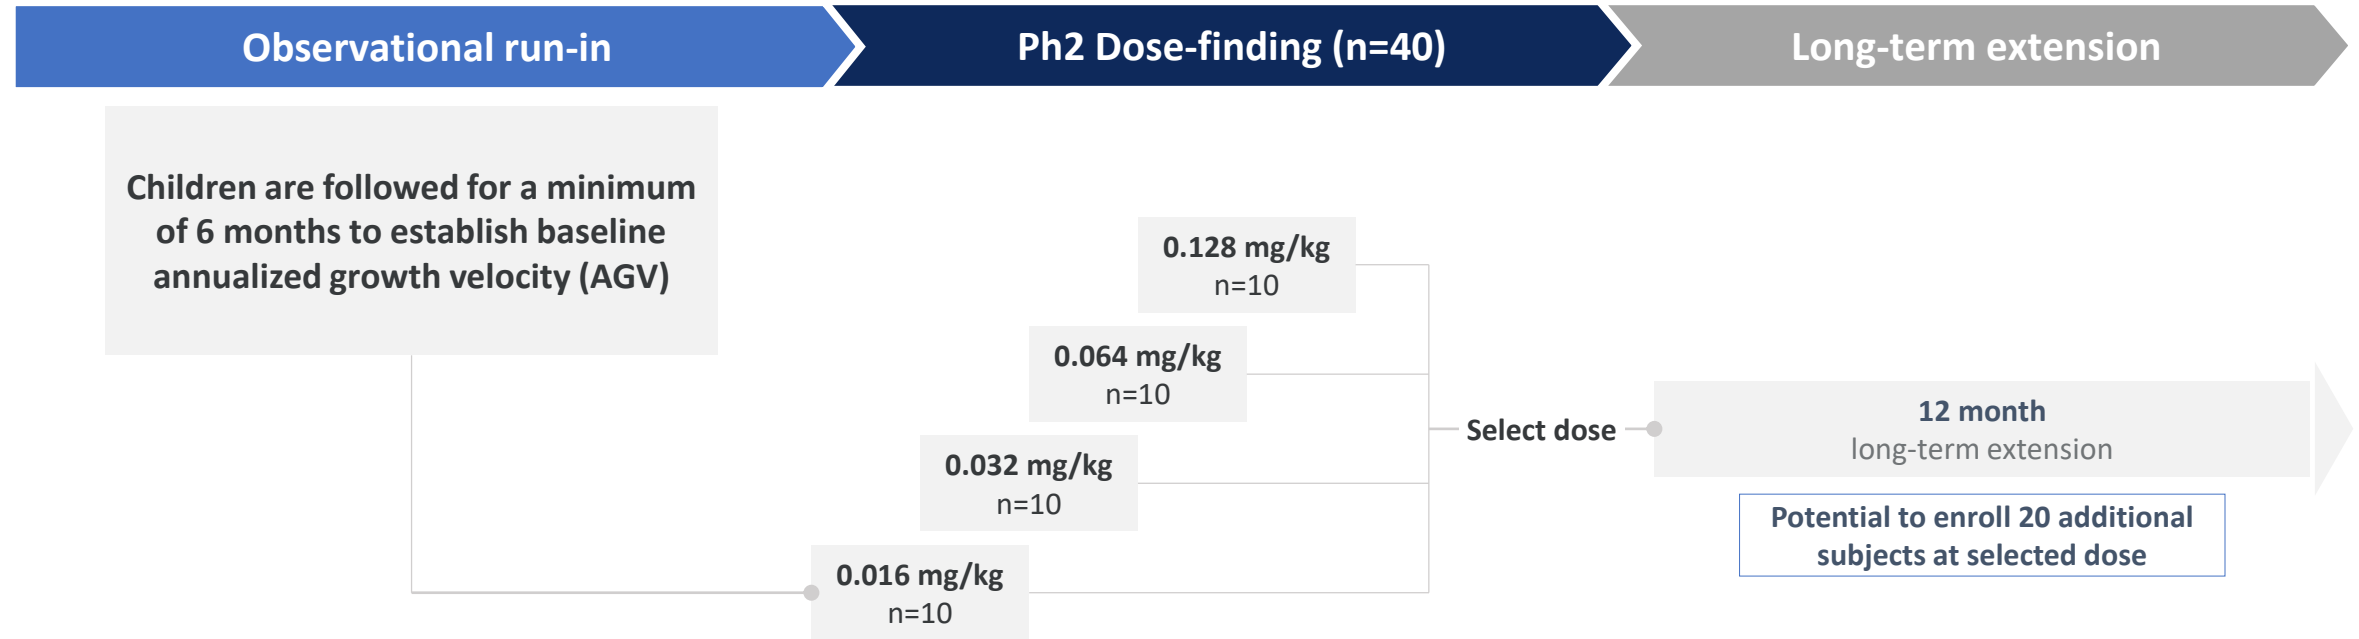 Observational run-in
Ph2 Dose-finding (n=40)
Long-term extension
Children are followed for a minimum
of 6 months to establish baseline
annualized growth velocity (AGV)
0.128 mg/kg
n=10
0.064 mg/kg
n=10
0.032 mg/kg
n=10
0.016 mg/kg
n=10
Select dose
12 month
long-term extension
Potential to enroll 20 additional
subjects at selected dose